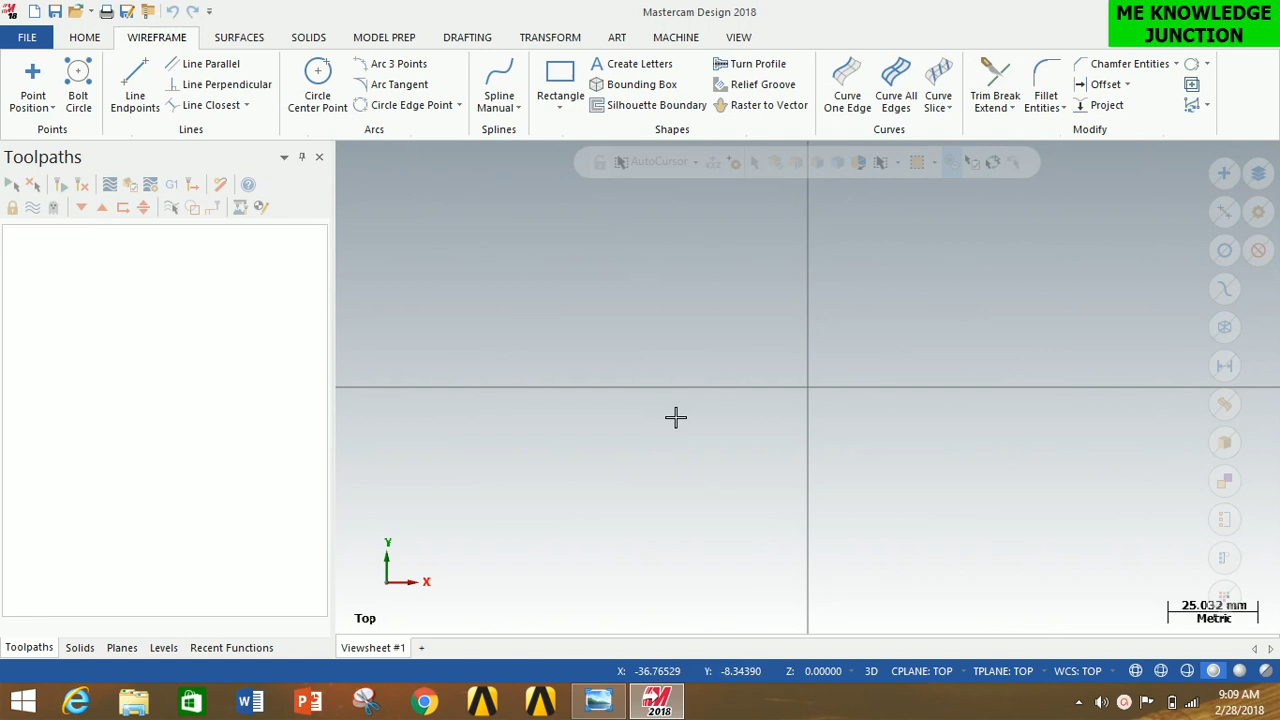 Mastercam Design 2018
ME KNOWLEDGE
JUNCTION
FILE HOME WIREFRAME SURFACES SOLIDS MODEL PREP DRAFTING TRANSFORM ART MACHINE VIEW
Point
Position
Bolt
Circle
Points
Line
Endpoints
Line Parallel
Line Perpendicular
Line Closest
Lines
Circle
Center Point
Arc 3 Points
Arc Tangent
Circle Edge Point
Arcs
Spline
Manual
Splines
Rectangle
Create Letters
Bounding Box
Silhouette Boundary
Turn Profile
Relief Groove
Raster to Vector
Shapes
Curve
One Edge
Curve All
Edges
Curve
Slice
Curves
Trim Break
Extend
Fillet
Entities
Chamfer Entities
Offset
Project
Modify
Toolpaths
G1
AutoCursor
Y
X
Top
25.032 mm
Metric
Toolpaths Solids Planes Levels Recent Functions
Viewsheet #1 +
X: -36.76529 Y: -8.34390 Z: 0.00000 3D CPLANE: TOP TPLANE: TOP WCS: TOP
2018
9:09 AM
2/28/2018